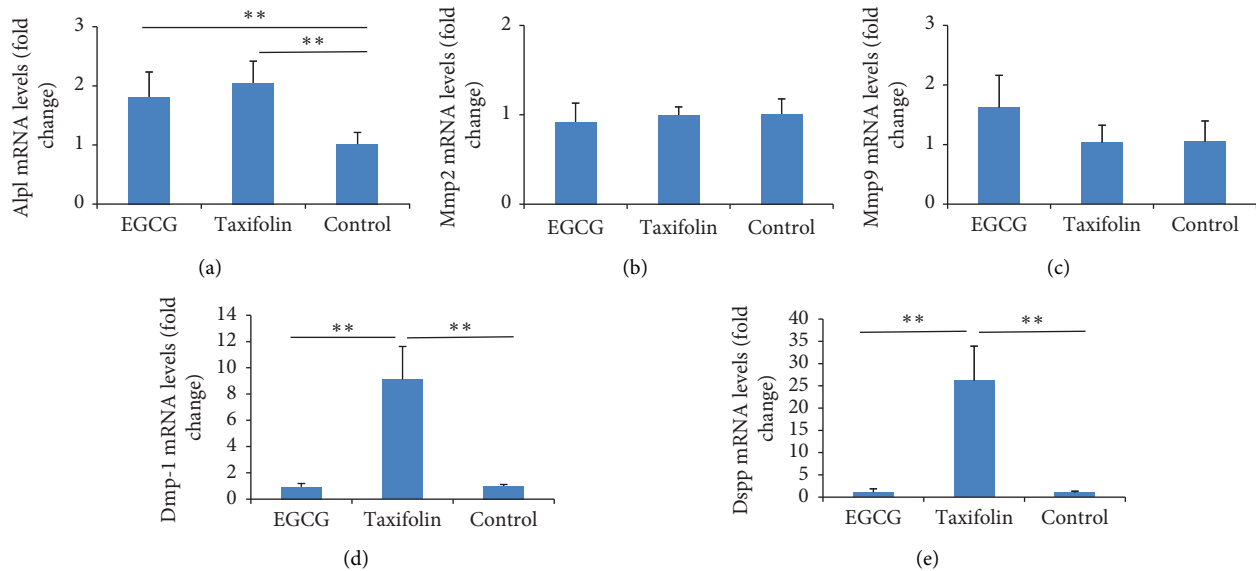 Alpl mRNA levels (fold
change)
3
2
1
0
**
**
EGCG Taxifolin Control
(a)
Mmp2 mRNA levels (fold
change)
2
1
0
EGCG Taxifolin Control
(b)
Mmp9 mRNA levels (fold
change)
3
2
1
0
EGCG Taxifolin Control
(c)
Dmp-1 mRNA levels (fold
change)
14
12
10
8
6
4
2
0
** **
EGCG Taxifolin Control
(d)
Dspp mRNA levels (fold
change)
40
35
30
25
20
15
10
5
0
** **
EGCG Taxifolin Control
(e)